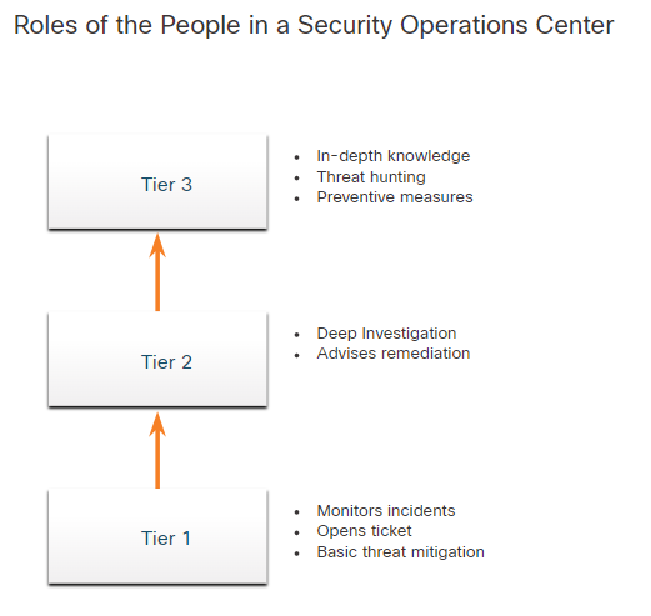 Roles of the People in a Security Operations Center
Tier 3
• In-depth knowledge
• Threat hunting
• Preventive measures
Tier 2
• Deep Investigation
• Advises remediation
Tier 1
• Monitors incidents
• Opens ticket
• Basic threat mitigation